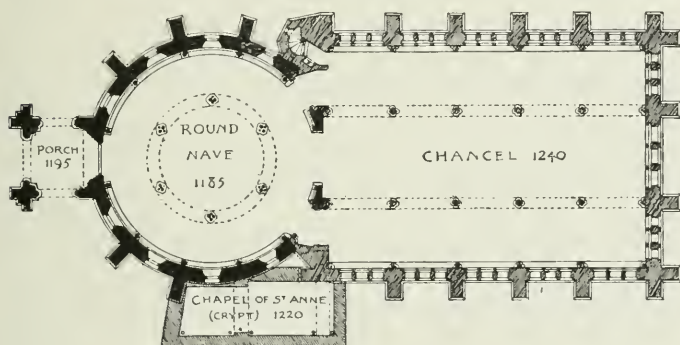 PORCH
1195
ROUND
NAVE
1185
CHANCEL 1240
CHAPEL OF ST ANNE
(CRYPT) 1220